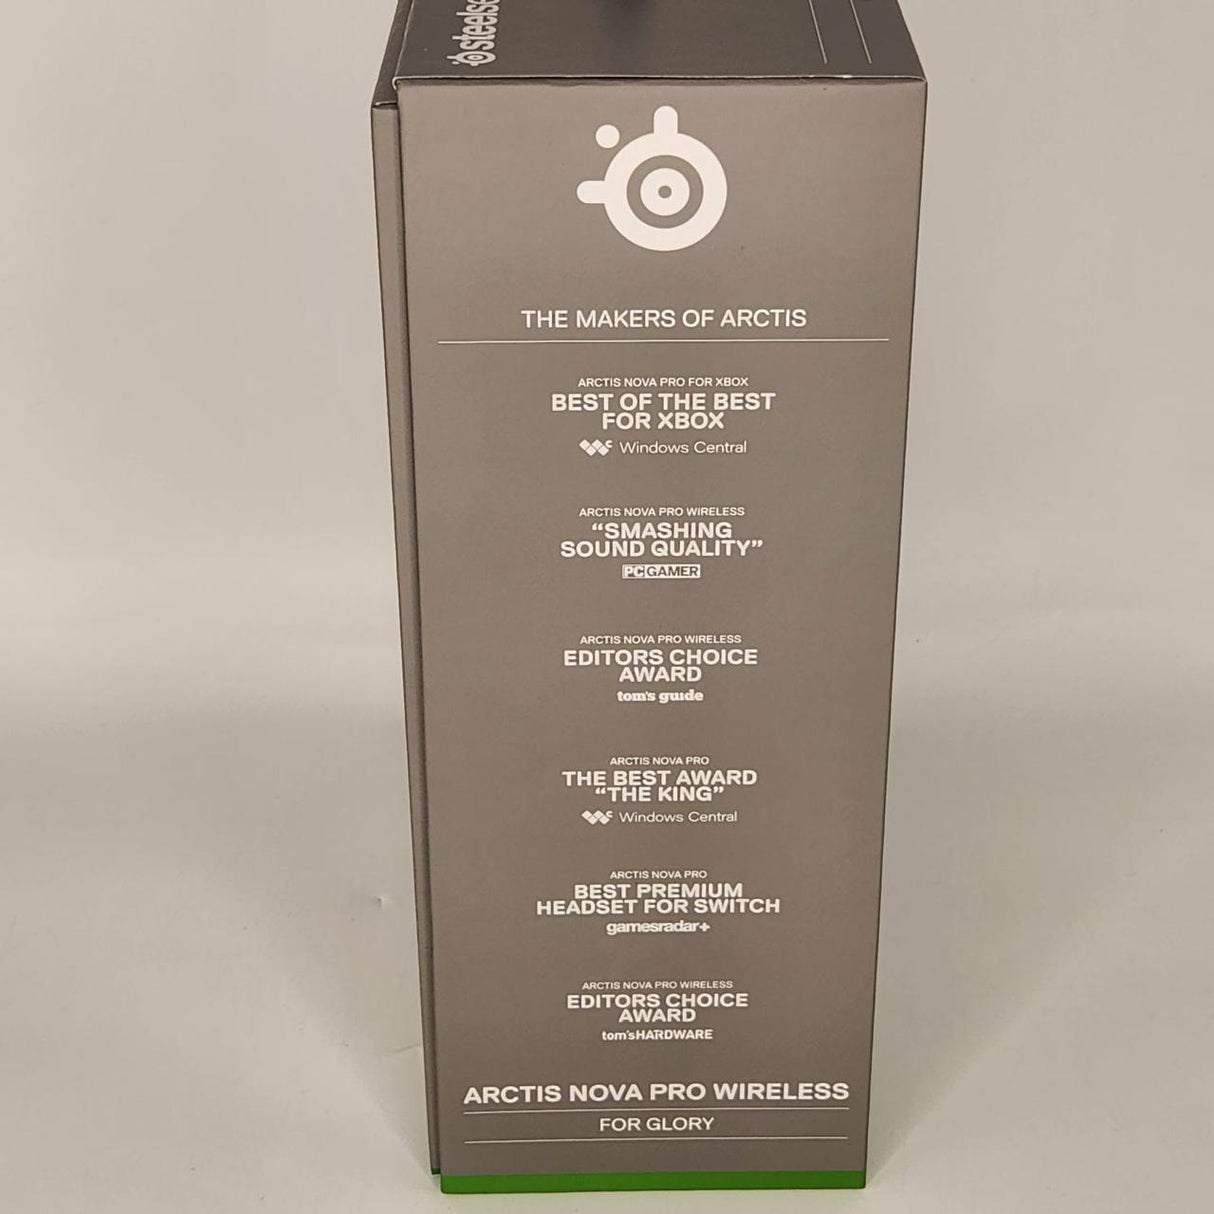 THE MAKERS OF ARCTIS
ARCTIS NOVA PRO FOR XBOX
BEST OF THE BEST
FOR XBOX
Windows Central
ARCTIS NOVA PRO WIRELESS
“SMASHING
SOUND QUALITY”
PC GAMER
ARCTIS NOVA PRO WIRELESS
EDITORS CHOICE
AWARD
tom's guide
ARCTIS NOVA PRO
THE BEST AWARD
“THE KING”
Windows Central
ARCTIS NOVA PRO
BEST PREMIUM
HEADSET FOR SWITCH
gamesradar+
ARCTIS NOVA PRO WIRELESS
EDITORS CHOICE
AWARD
tom'sHARDWARE
ARCTIS NOVA PRO WIRELESS
FOR GLORY